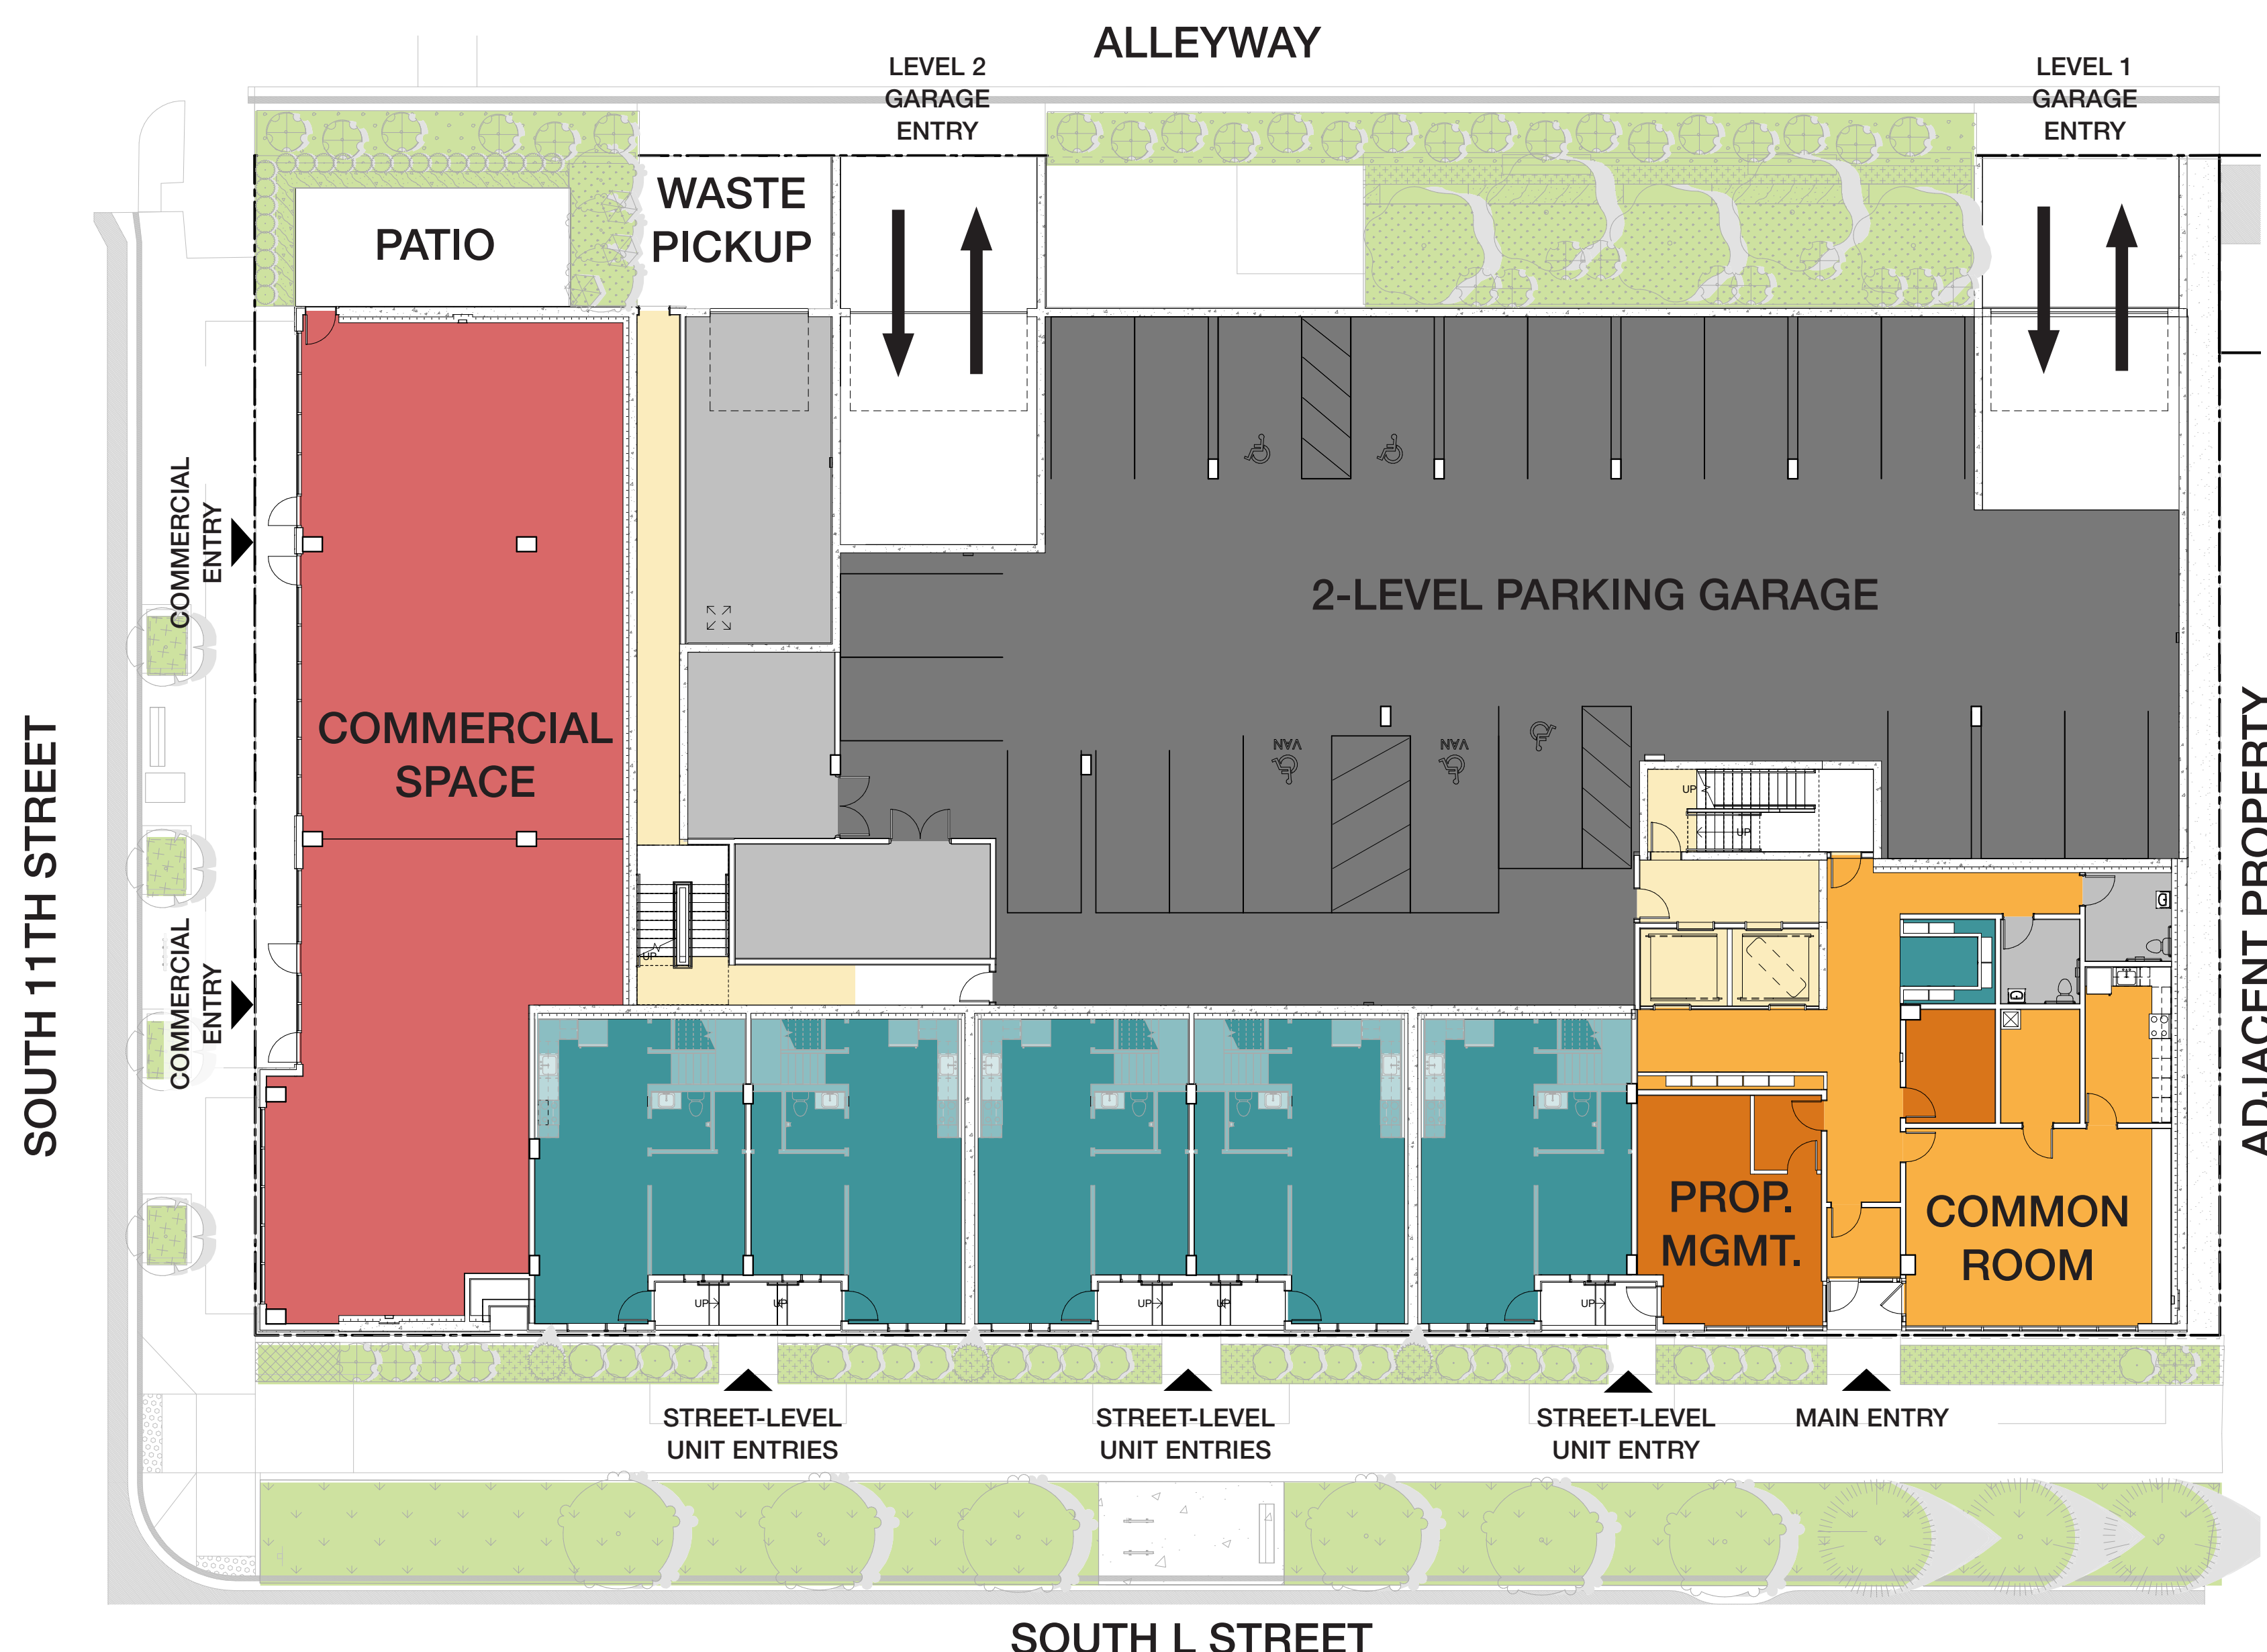 ALLEYWAY
LEVEL 2
GARAGE
ENTRY
LEVEL 1
GARAGE
ENTRY
WASTE
PICKUP
PATIO
COMMERCIAL
ENTRY
2-LEVEL PARKING GARAGE
SOUTH 11TH STREET
COMMERCIAL
SPACE
ADJACENT PROPERTY
VAN
VAN
UP
UP
COMMERCIAL
ENTRY
UP
PROP.
MGMT.
COMMON
ROOM
UP
UP
UP
UP
UP
STREET-LEVEL
UNIT ENTRIES
STREET-LEVEL
UNIT ENTRIES
STREET-LEVEL
UNIT ENTRY
MAIN ENTRY
SOUTH L STREET